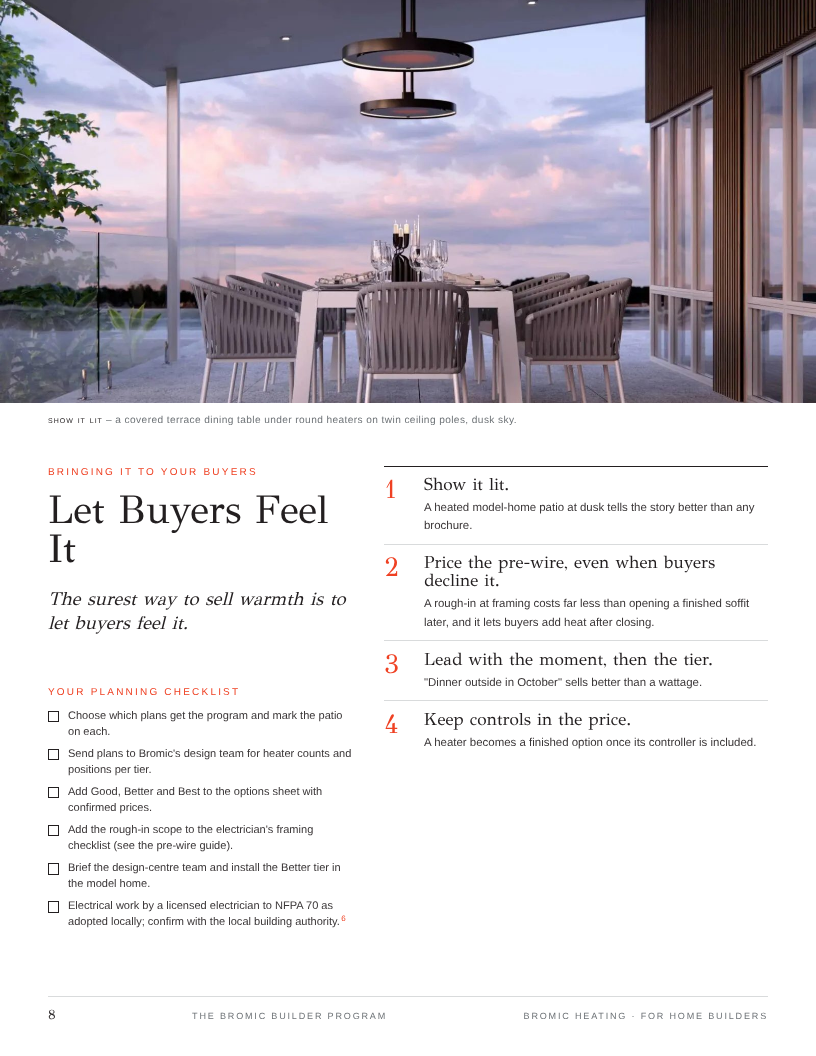 SHOW IT LIT – a covered terrace dining table under round heaters on twin ceiling poles, dusk sky.
BRINGING IT TO YOUR BUYERS
Let Buyers Feel
It
The surest way to sell warmth is to
let buyers feel it.
YOUR PLANNING CHECKLIST
Choose which plans get the program and mark the patio
on each.
Send plans to Bromic's design team for heater counts and
positions per tier.
Add Good, Better and Best to the options sheet with
confirmed prices.
Add the rough-in scope to the electrician's framing
checklist (see the pre-wire guide).
Brief the design-centre team and install the Better tier in
the model home.
Electrical work by a licensed electrician to NFPA 70 as
adopted locally; confirm with the local building authority. 6
1
Show it lit.
A heated model-home patio at dusk tells the story better than any
brochure.
2
Price the pre-wire, even when buyers
decline it.
A rough-in at framing costs far less than opening a finished soffit
later, and it lets buyers add heat after closing.
3
Lead with the moment, then the tier.
"Dinner outside in October" sells better than a wattage.
4
Keep controls in the price.
A heater becomes a finished option once its controller is included.
8
THE BROMIC BUILDER PROGRAM
BROMIC HEATING · FOR HOME BUILDERS